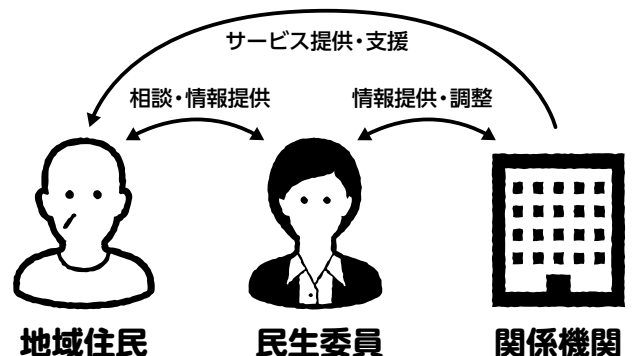 サービス提供・支援
相談・情報提供
情報提供・調整
地域住民
民生委員
関係機関